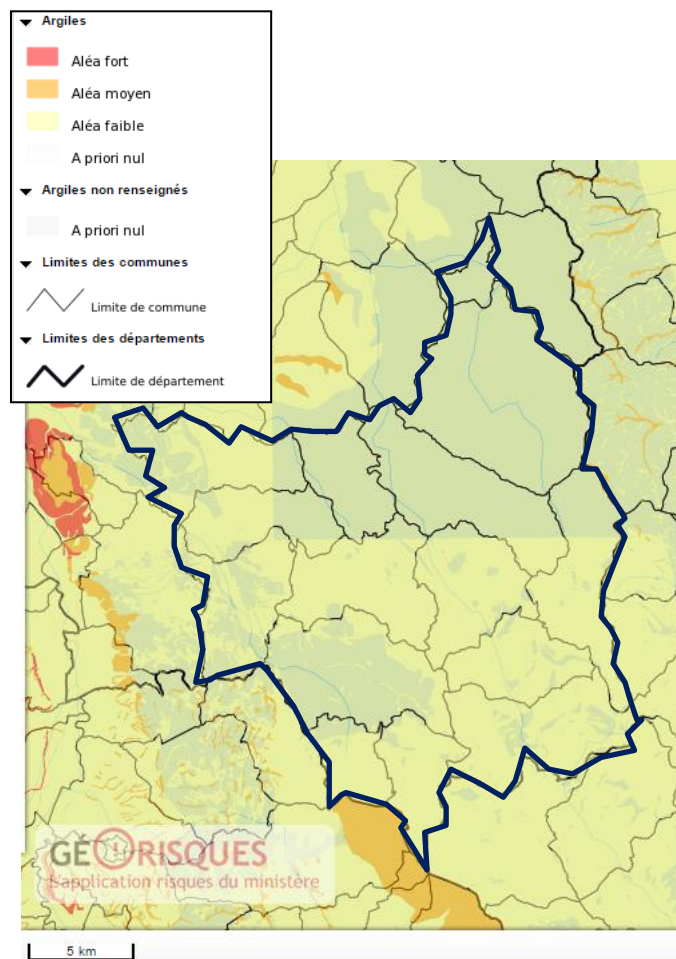 Argiles
Aléa fort
Aléa moyen
Aléa faible
A priori nul
Argiles non renseignés
A priori nul
Limites des communes
Limite de commune
Limites des départements
Limite de département
GÉORISQUES
L'application risques du ministère
5 km